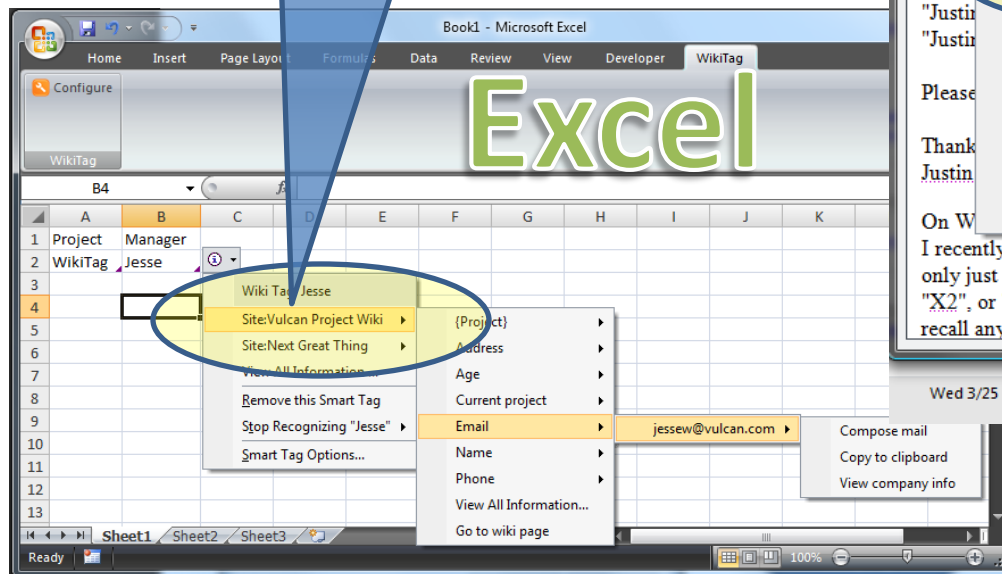 Book1 - Microsoft Excel
Home Insert Page Layout Formulas Data Review View Developer WikiTag
Configure
WikiTag
Excel
B4
A B C D E F G H I J K
1 Project Manager
2 WikiTag Jesse
3
4
5
6
7
8
9
10
11
12
13
Wiki Tag: Jesse
Site:Vulcan Project Wiki
Site:Next Great Thing
View All Information...
Remove this Smart Tag
Stop Recognizing "Jesse"
Smart Tag Options...
{Project}
Address
Age
Current project
Email
Name
Phone
View All Information...
Go to wiki page
jessew@vulcan.com
Compose mail
Copy to clipboard
View company info
Sheet1 Sheet2 Sheet3
Ready
100%
"Justin
"Justin
Please
Thank
Justin
On W
I recently
only just
"X2", or
recall any
Wed 3/25